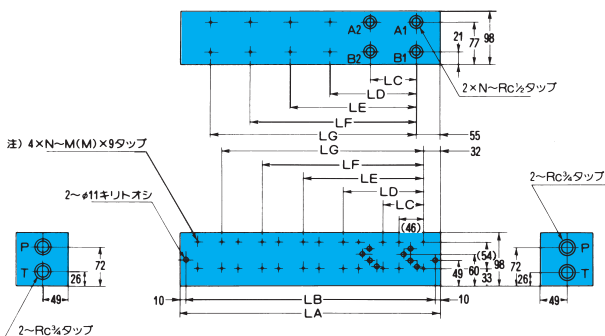 A2 A1
B2 B1
21
77
98
LC
LD
LE
LF
LG
55
2×N~Rc½タップ
注) 4×N~M(M)×9タップ
LG
32
LF
LE
LD
LC
(46)
2~φ11キリトオシ
2~Rc¾タップ
P
T
72
26
49
2~Rc¾タップ
10
LB
10
LA
49
60
(54)
33
98
P
T
72
26
49